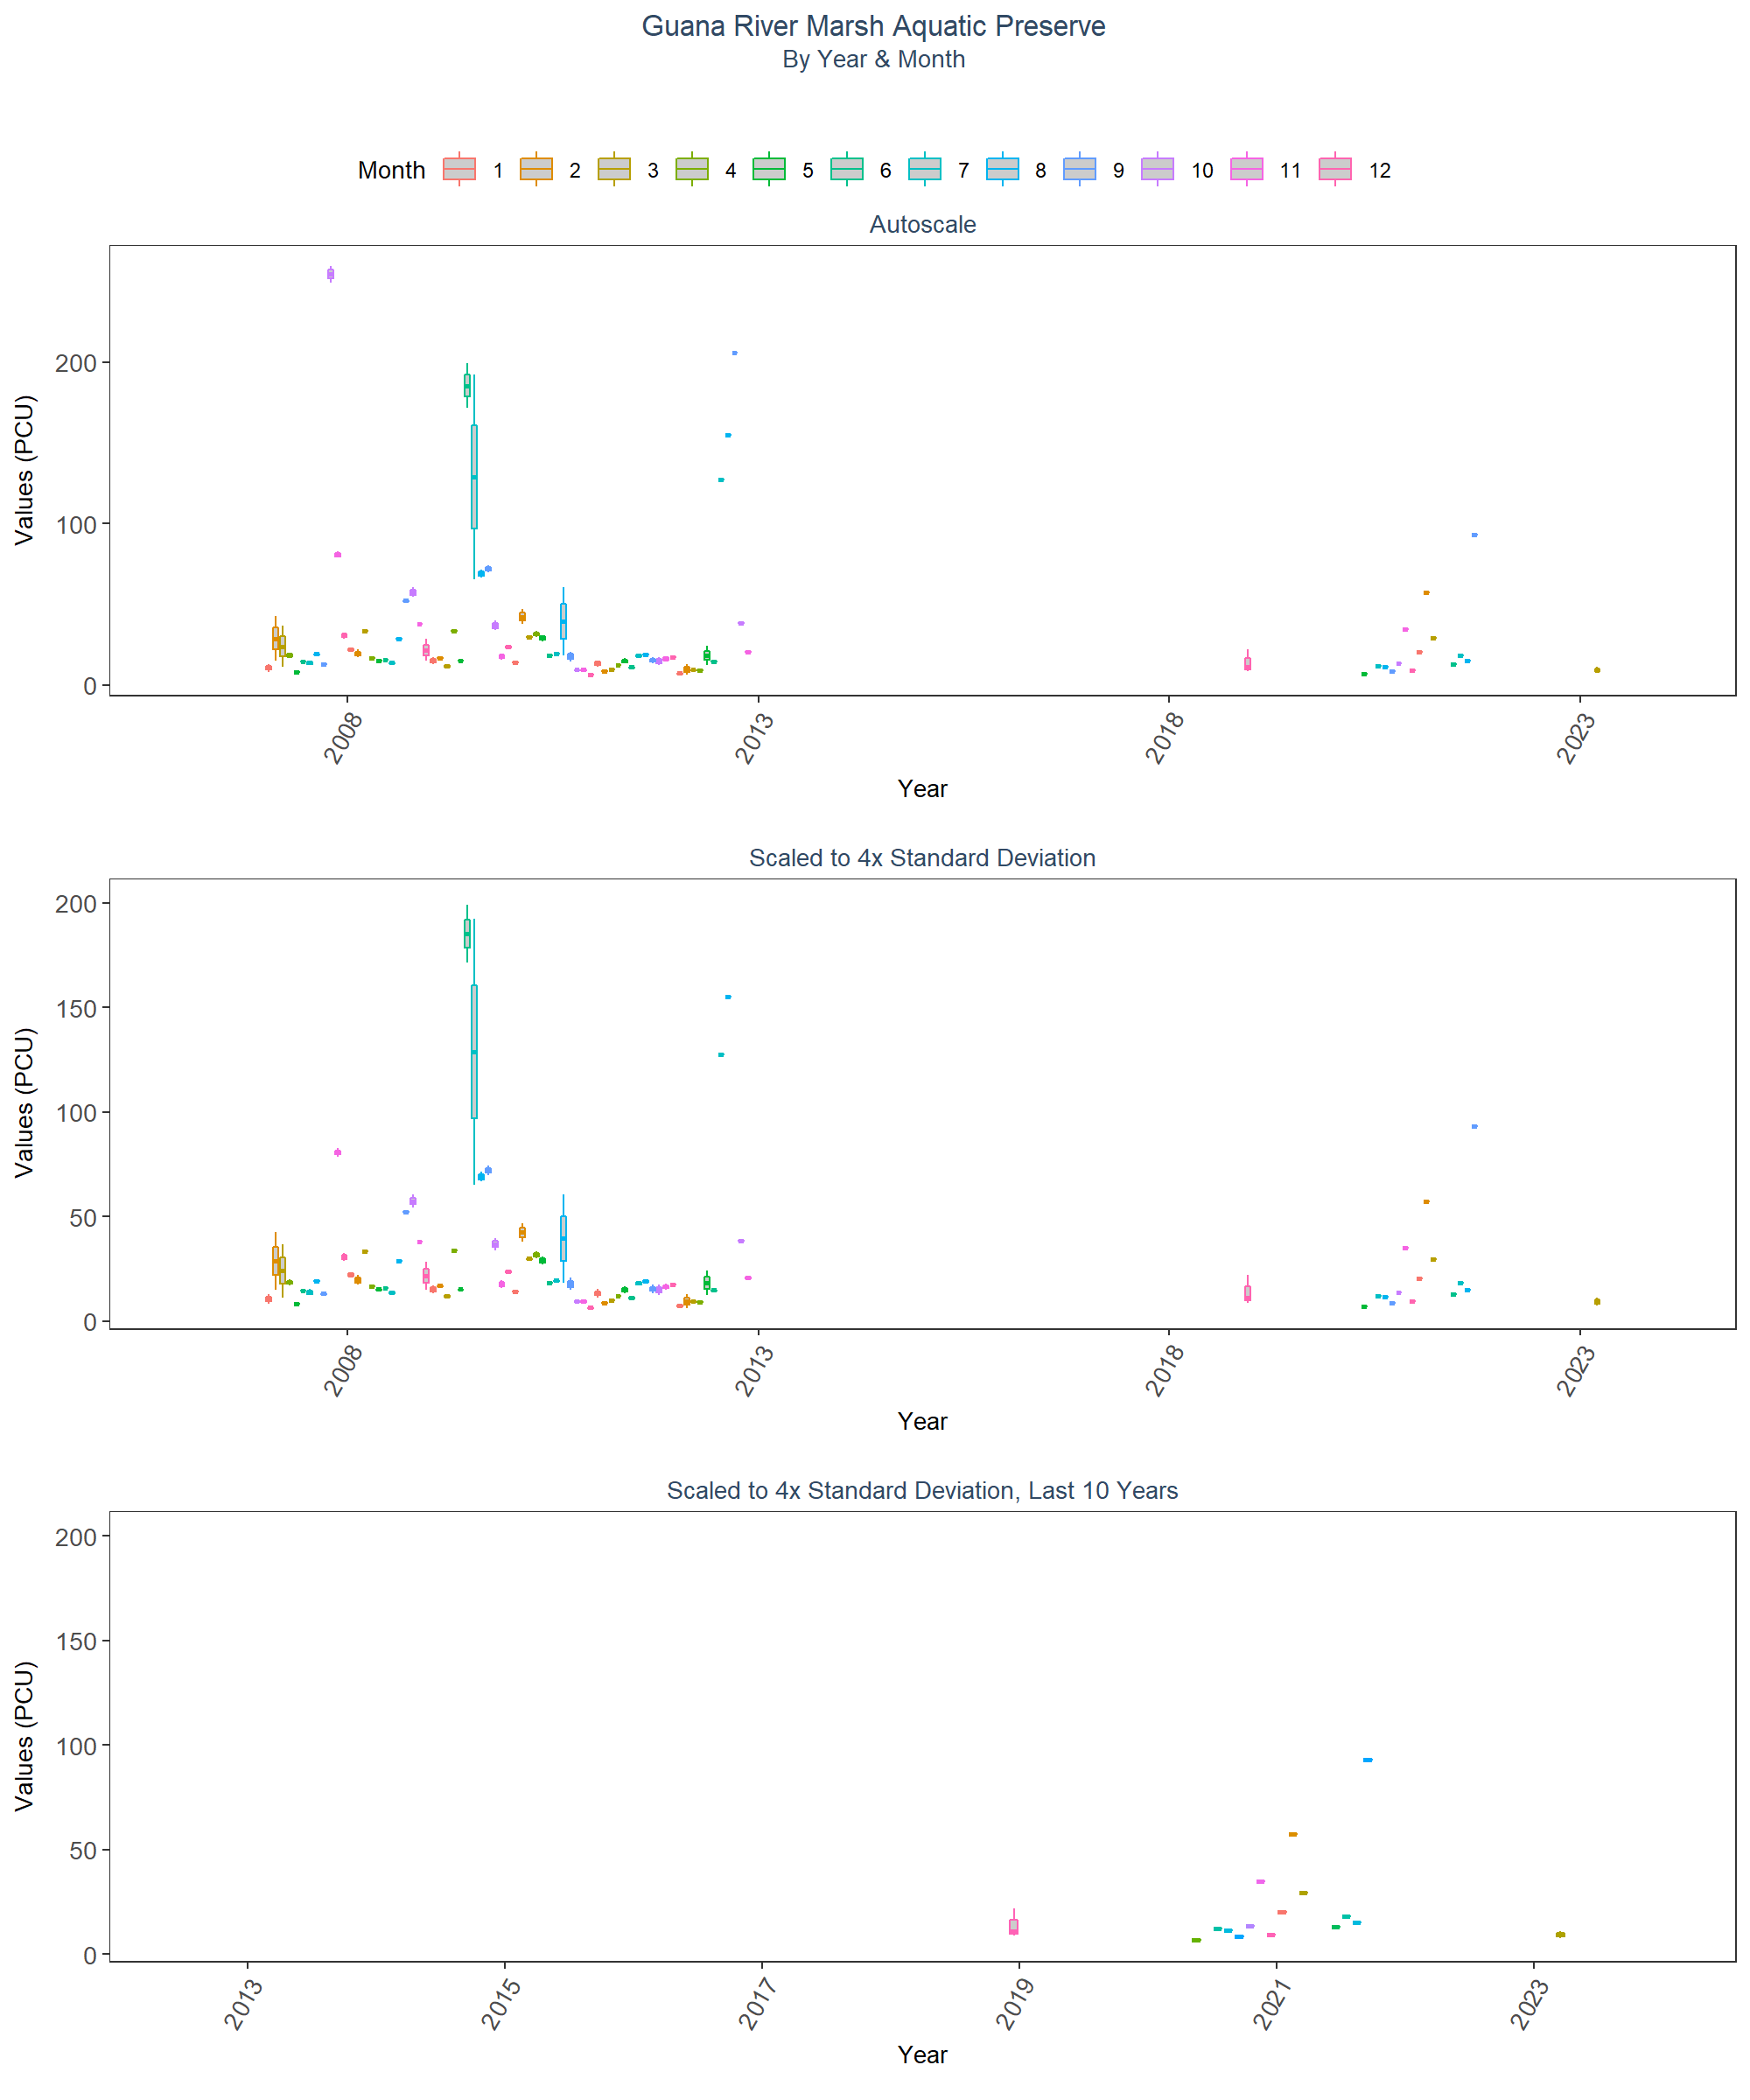 Guana River Marsh Aquatic Preserve
By Year & Month
Month 1 2 3 4 5 6 7 8 9 10 11 12
Autoscale
Values (PCU)
200
100
0
2008 2013 2018 2023
Year
Scaled to 4x Standard Deviation
Values (PCU)
200
150
100
50
0
2008 2013 2018 2023
Year
Scaled to 4x Standard Deviation, Last 10 Years
Values (PCU)
200
150
100
50
0
2013 2015 2017 2019 2021 2023
Year